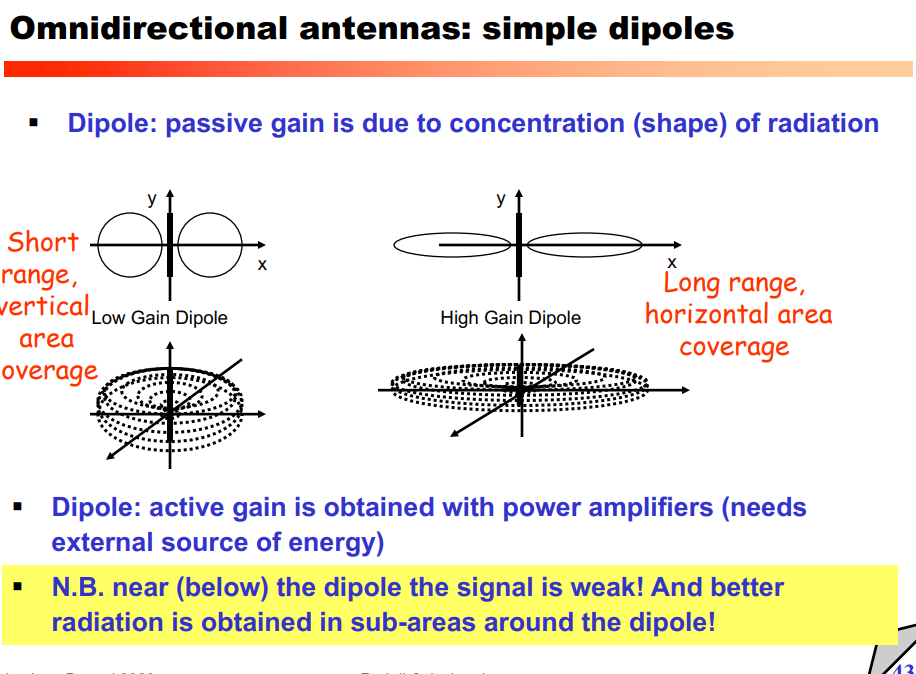 Omnidirectional antennas: simple dipoles
▪ Dipole: passive gain is due to concentration (shape) of radiation
y
x
Short
range,
vertical
area
overage
Low Gain Dipole
y
x
High Gain Dipole
Long range,
horizontal area
coverage
▪ Dipole: active gain is obtained with power amplifiers (needs
external source of energy)
▪ N.B. near (below) the dipole the signal is weak! And better
radiation is obtained in sub-areas around the dipole!
43